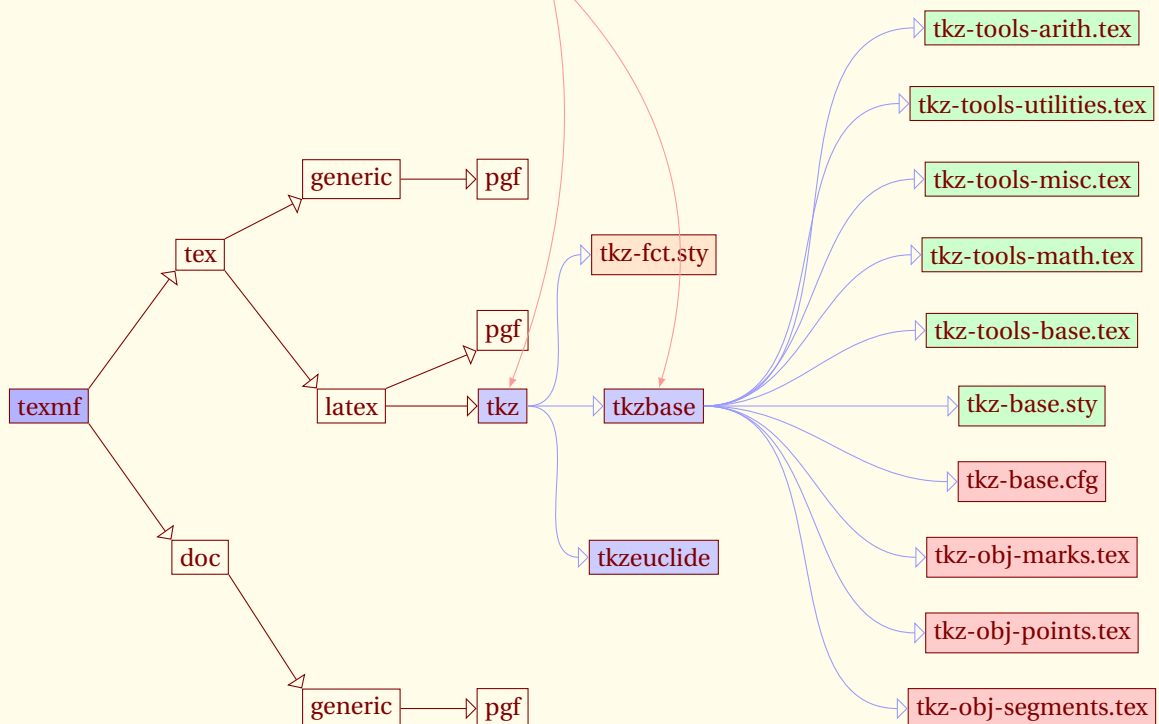 tkz-tools-arith.tex
tkz-tools-utilities.tex
generic
pgf
tkz-tools-misc.tex
tex
tkz-fct.sty
tkz-tools-math.tex
pgf
tkz-tools-base.tex
texmf
latex
tkz
tkzbase
tkz-base.sty
tkz-base.cfg
doc
tkzeuclide
tkz-obj-marks.tex
tkz-obj-points.tex
generic
pgf
tkz-obj-segments.tex